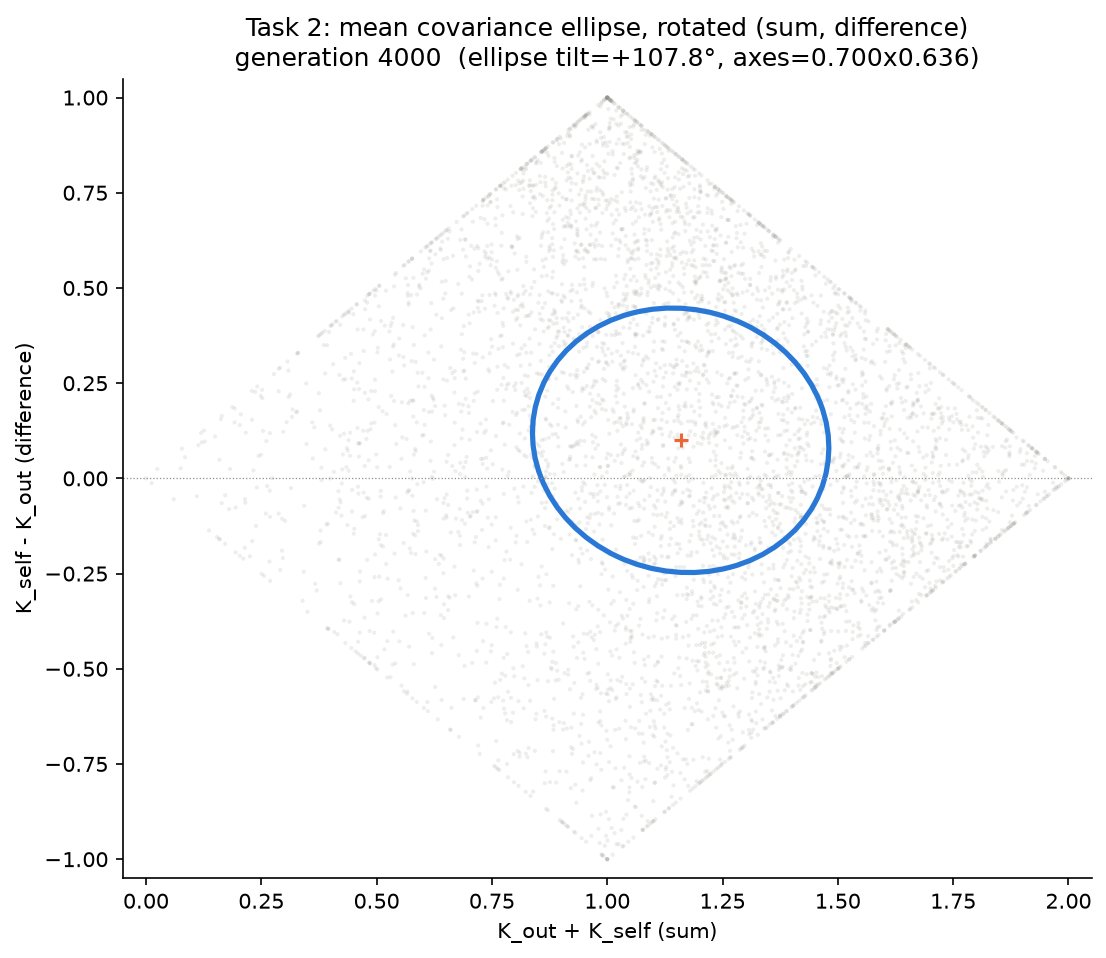 Task 2: mean covariance ellipse, rotated (sum, difference)
generation 4000  (ellipse tilt=+107.8°, axes=0.700x0.636)
K_self - K_out (difference)
1.00
0.75
0.50
0.25
0.00
−0.25
−0.50
−0.75
−1.00
0.00 0.25 0.50 0.75 1.00 1.25 1.50 1.75 2.00
K_out + K_self (sum)